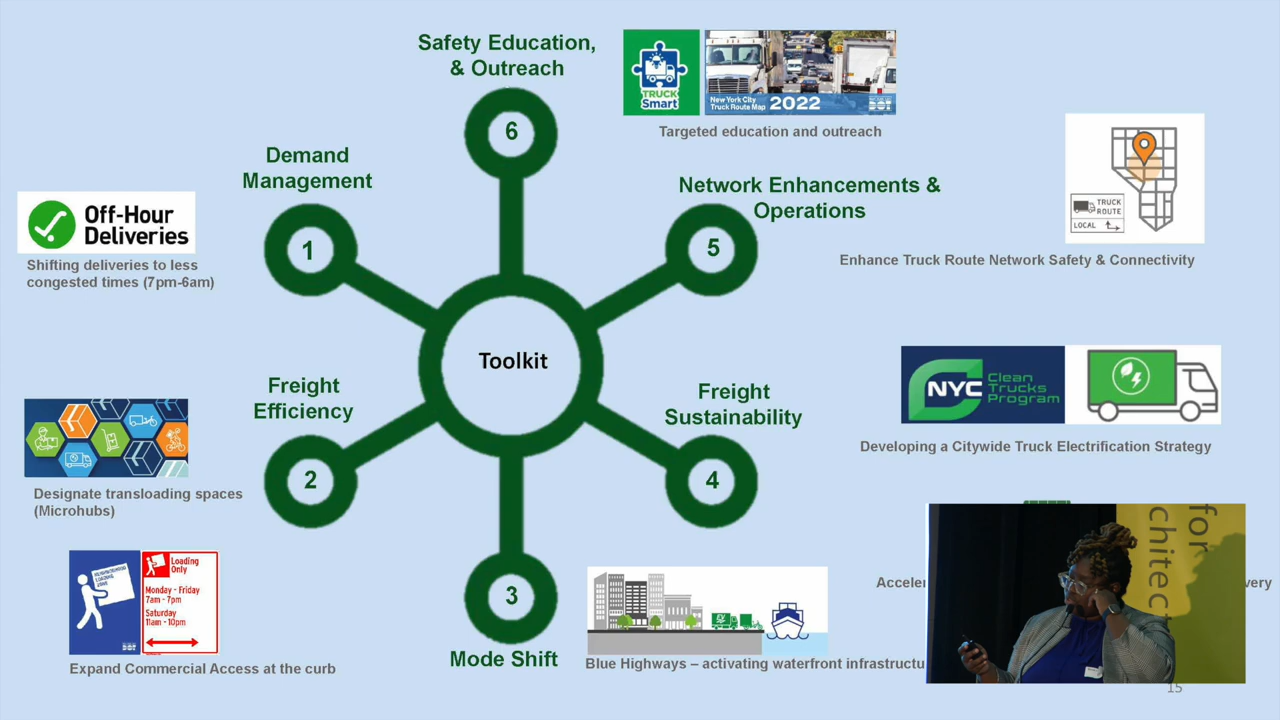 Safety Education,
& Outreach
6
TRUCK
Smart
New York City
Truck Route Map 2022
DOT
Targeted education and outreach
Demand
Management
1
Off-Hour
Deliveries
Shifting deliveries to less
congested times (7pm-6am)
Network Enhancements &
Operations
5
TRUCK
ROUTE
LOCAL
Enhance Truck Route Network Safety & Connectivity
Toolkit
Freight
Efficiency
2
Designate transloading spaces
(Microhubs)
Loading
Only
Monday - Friday
7am - 7pm
Saturday
11am - 10pm
Expand Commercial Access at the curb
Freight
Sustainability
4
NYC Clean
Trucks
Program
Developing a Citywide Truck Electrification Strategy
3
Mode Shift
Blue Highways – activating waterfront
for
chitec
15